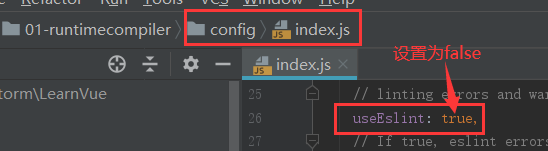 Refactor Tools VCS Window Help
01-runtimecompiler config index.js
设置为false
torm\LearnVue index.js
25 // linting errors and war
26 useEslint: true,
27 // If true, eslint errors